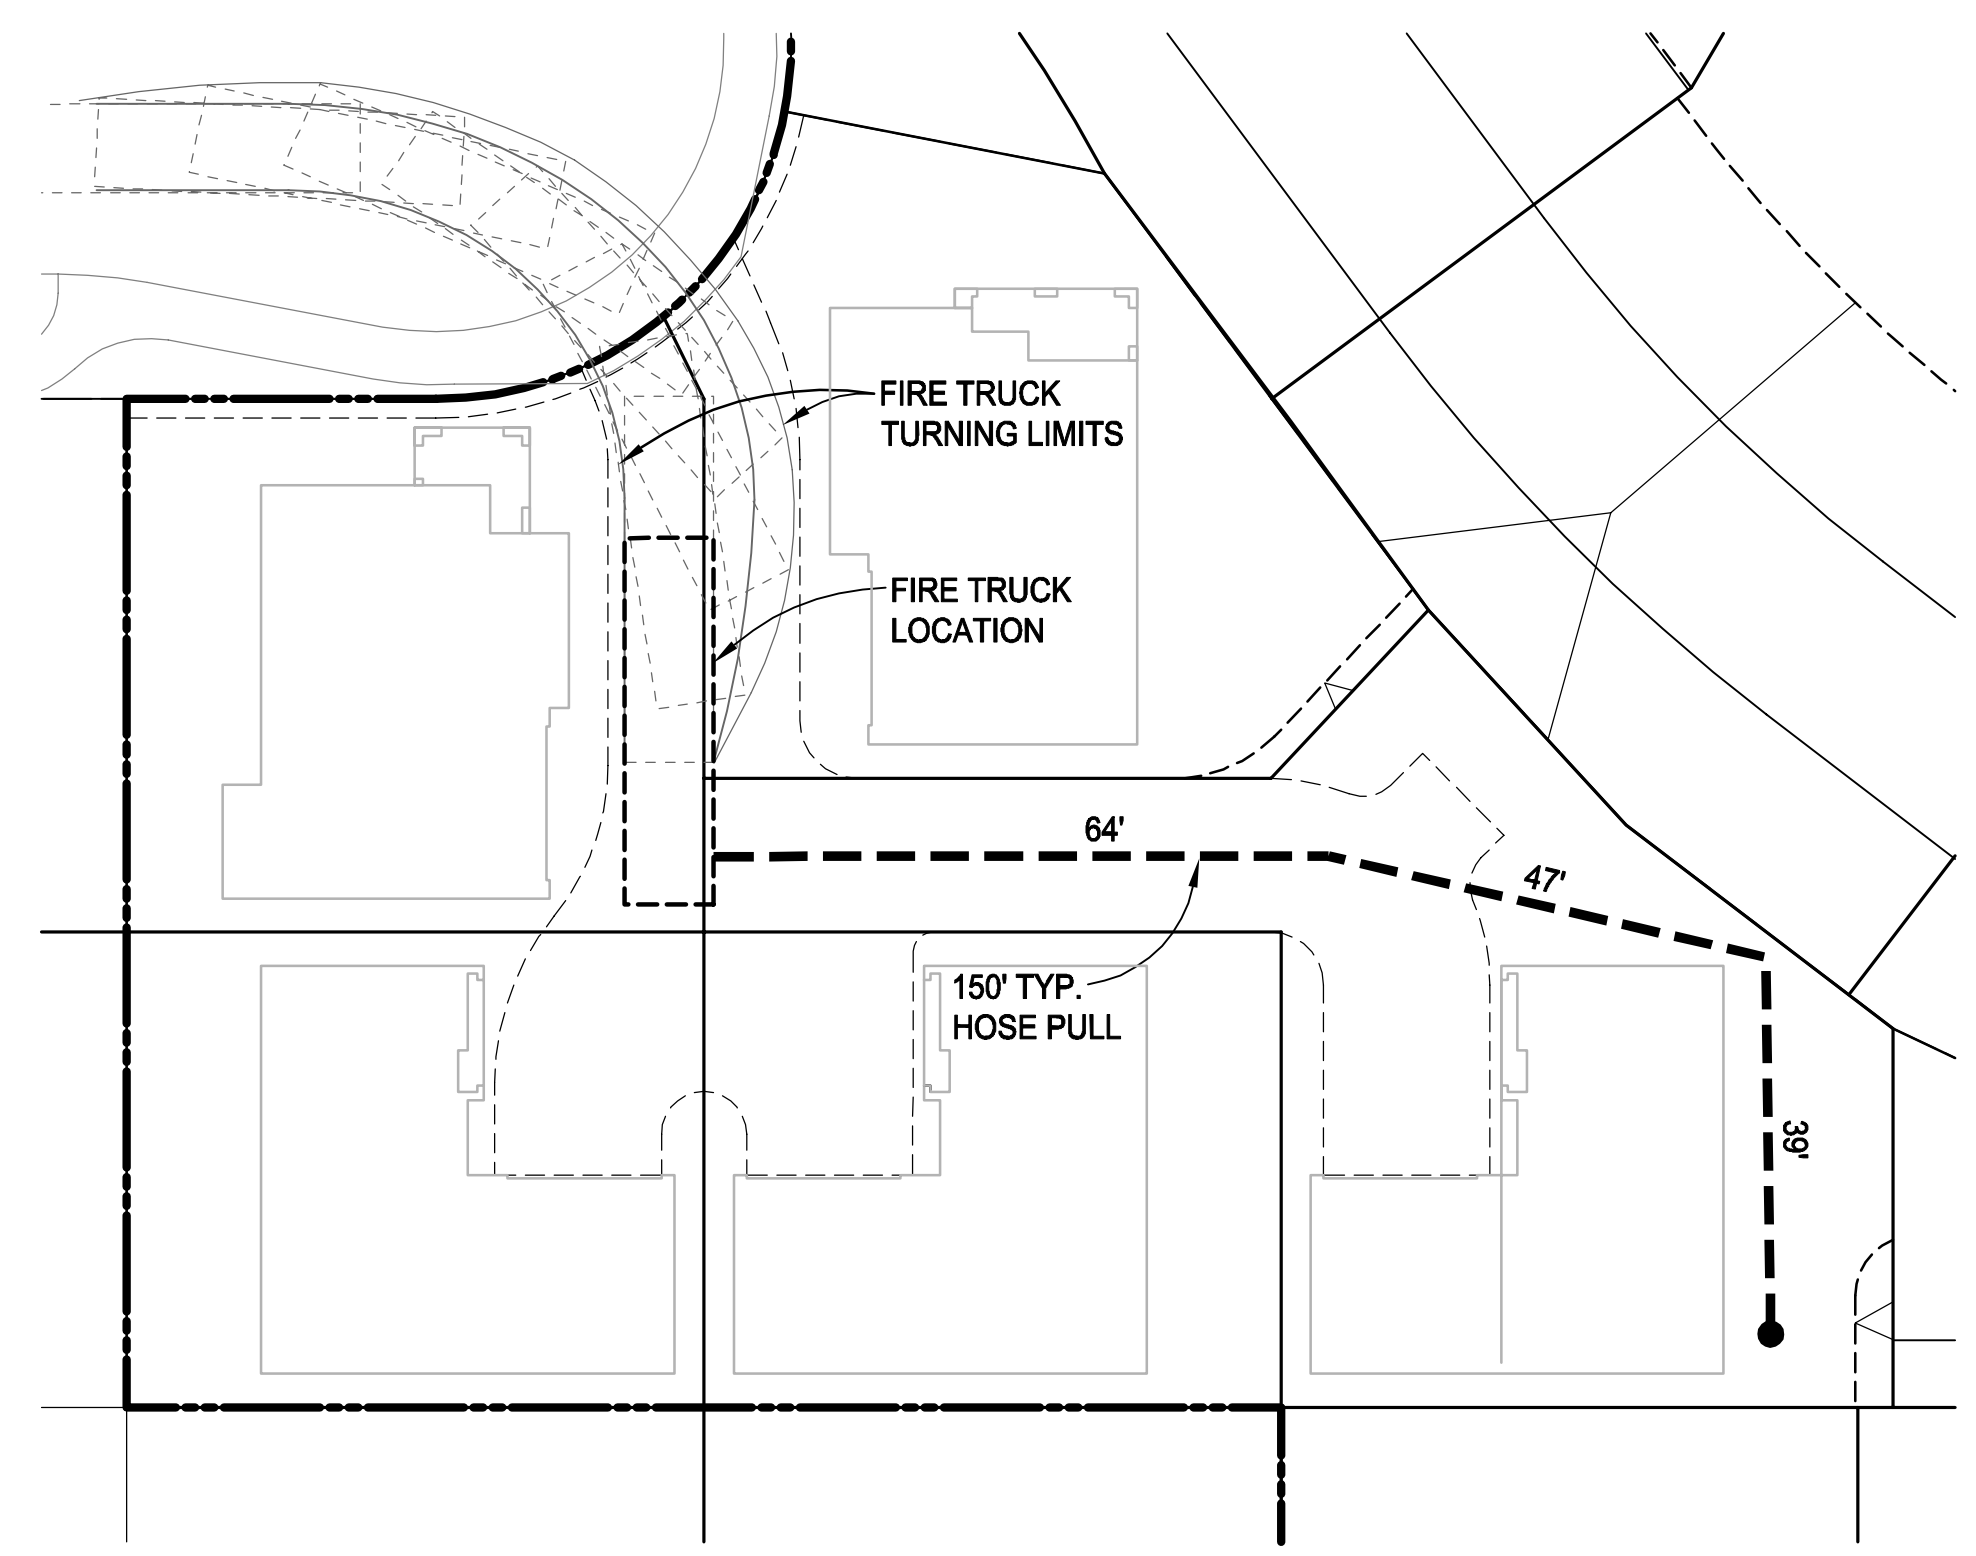 FIRE TRUCK
TURNING LIMITS
FIRE TRUCK
LOCATION
64'
47'
150' TYP.
HOSE PULL
39'